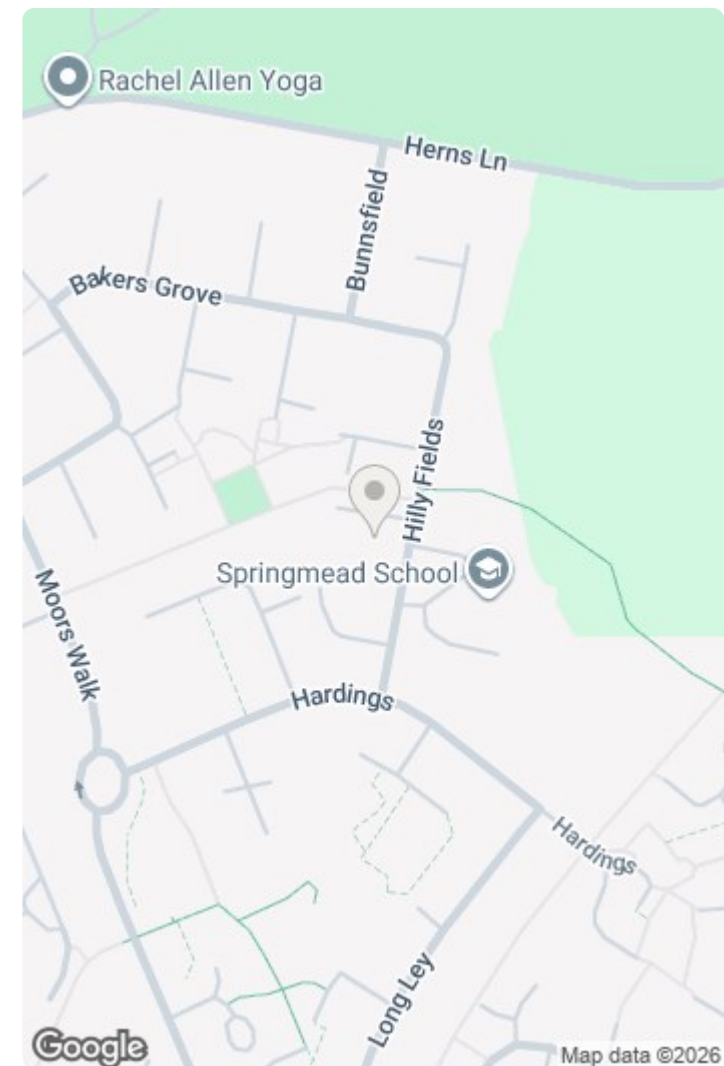 Rachel Allen Yoga
Herns Ln
Bunnsfield
Bakers Grove
Hilly Fields
Springmead School
Moors Walk
Hardings
Hardings
Long Ley
Google
Map data ©2026